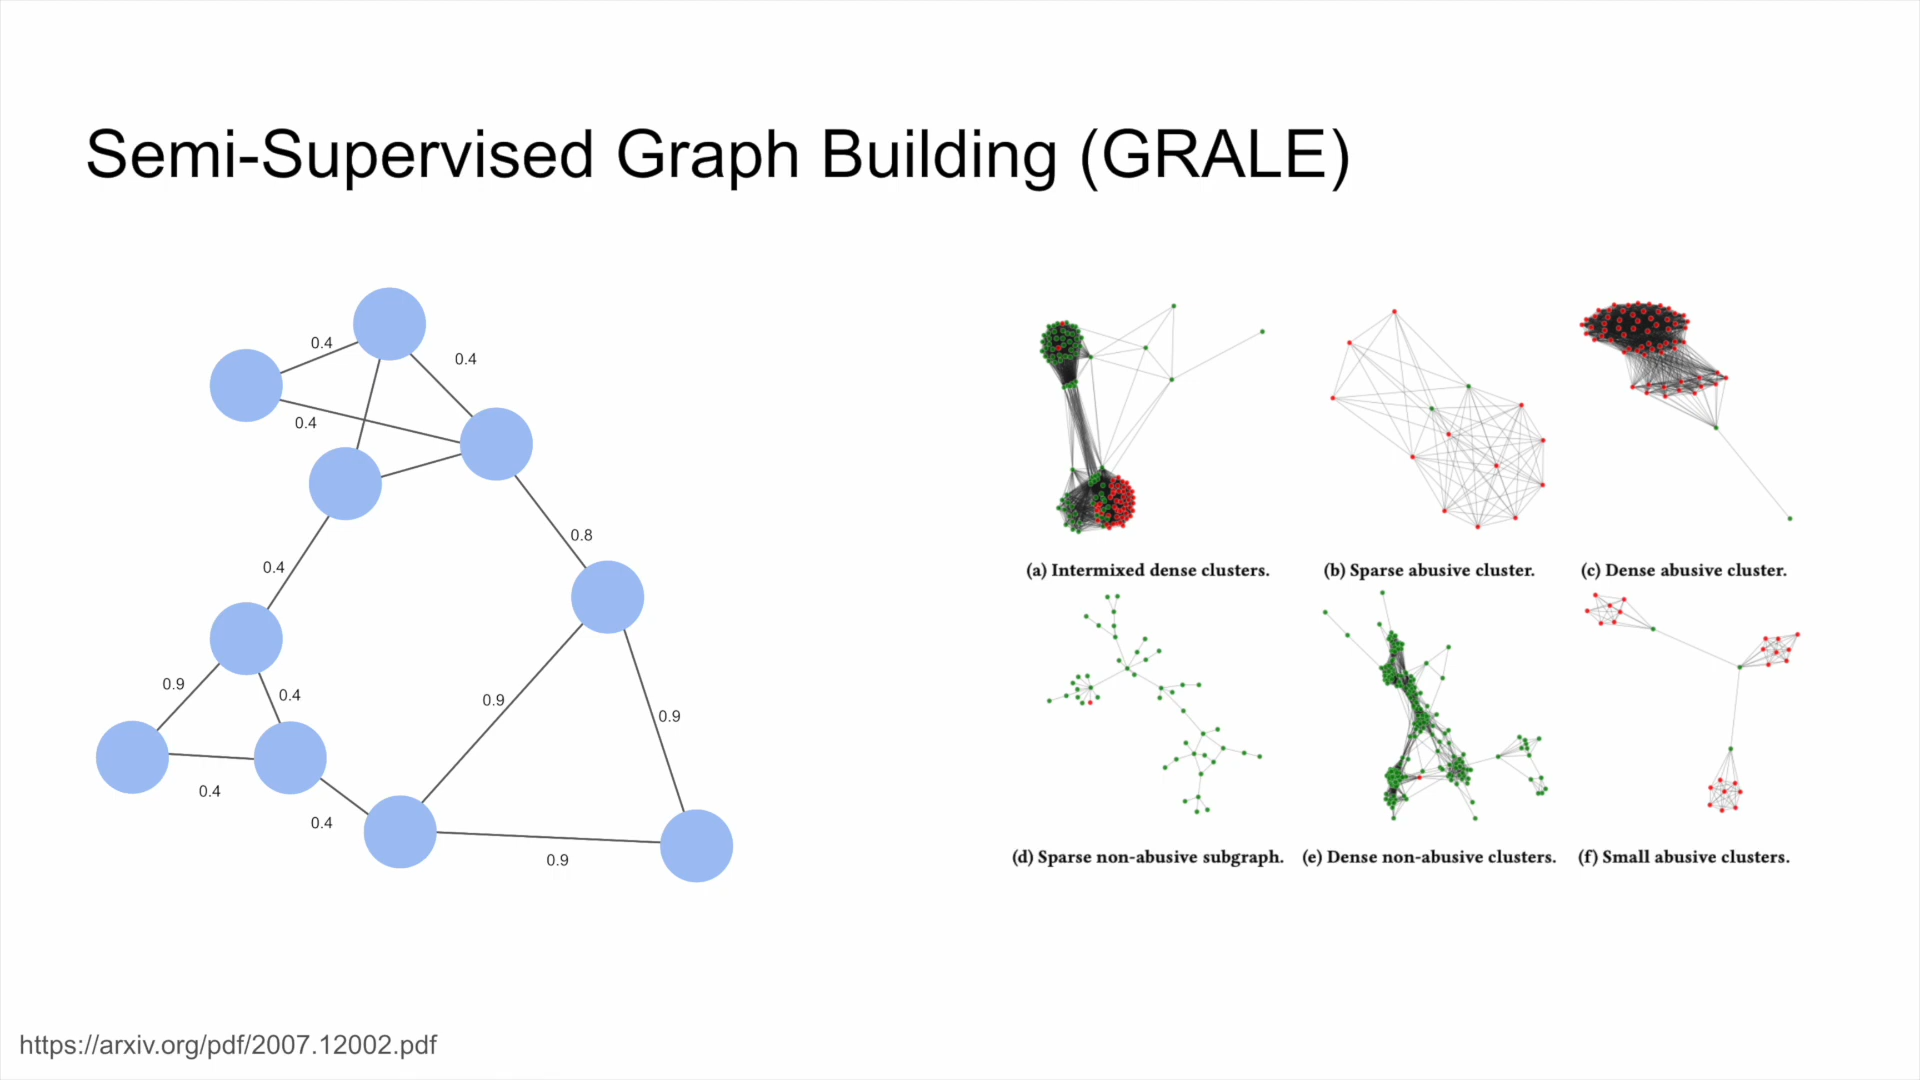 Semi-Supervised Graph Building (GRALE)
0.4
0.4
0.4
0.8
0.4
0.9
0.4
0.9
0.9
0.4
0.4
0.9
(a) Intermixed dense clusters.
(b) Sparse abusive cluster.
(c) Dense abusive cluster.
(d) Sparse non-abusive subgraph.
(e) Dense non-abusive clusters.
(f) Small abusive clusters.
https://arxiv.org/pdf/2007.12002.pdf